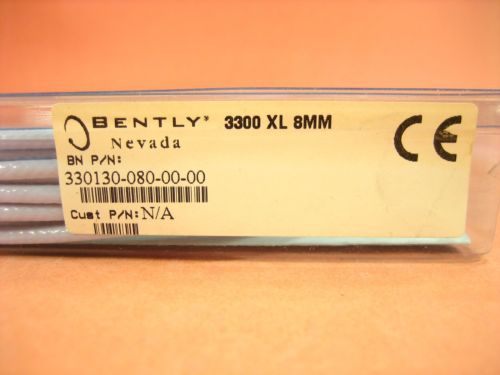 BENTLY® 3300 XL 8MM
Nevada
BN P/N:
330130-080-00-00
Cust P/N: N/A
CE